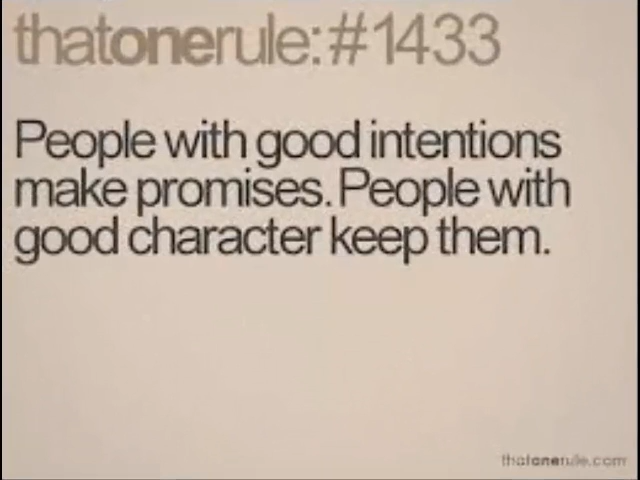 thatonerule:#1433
People with good intentions
make promises. People with
good character keep them.
thatonerule.com